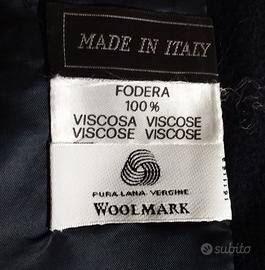 MADE IN ITALY
FODERA
100%
VISCOSA VISCOSE
VISCOSE VISCOSE
PURA LANA VERGINE
WOOLMARK
subito